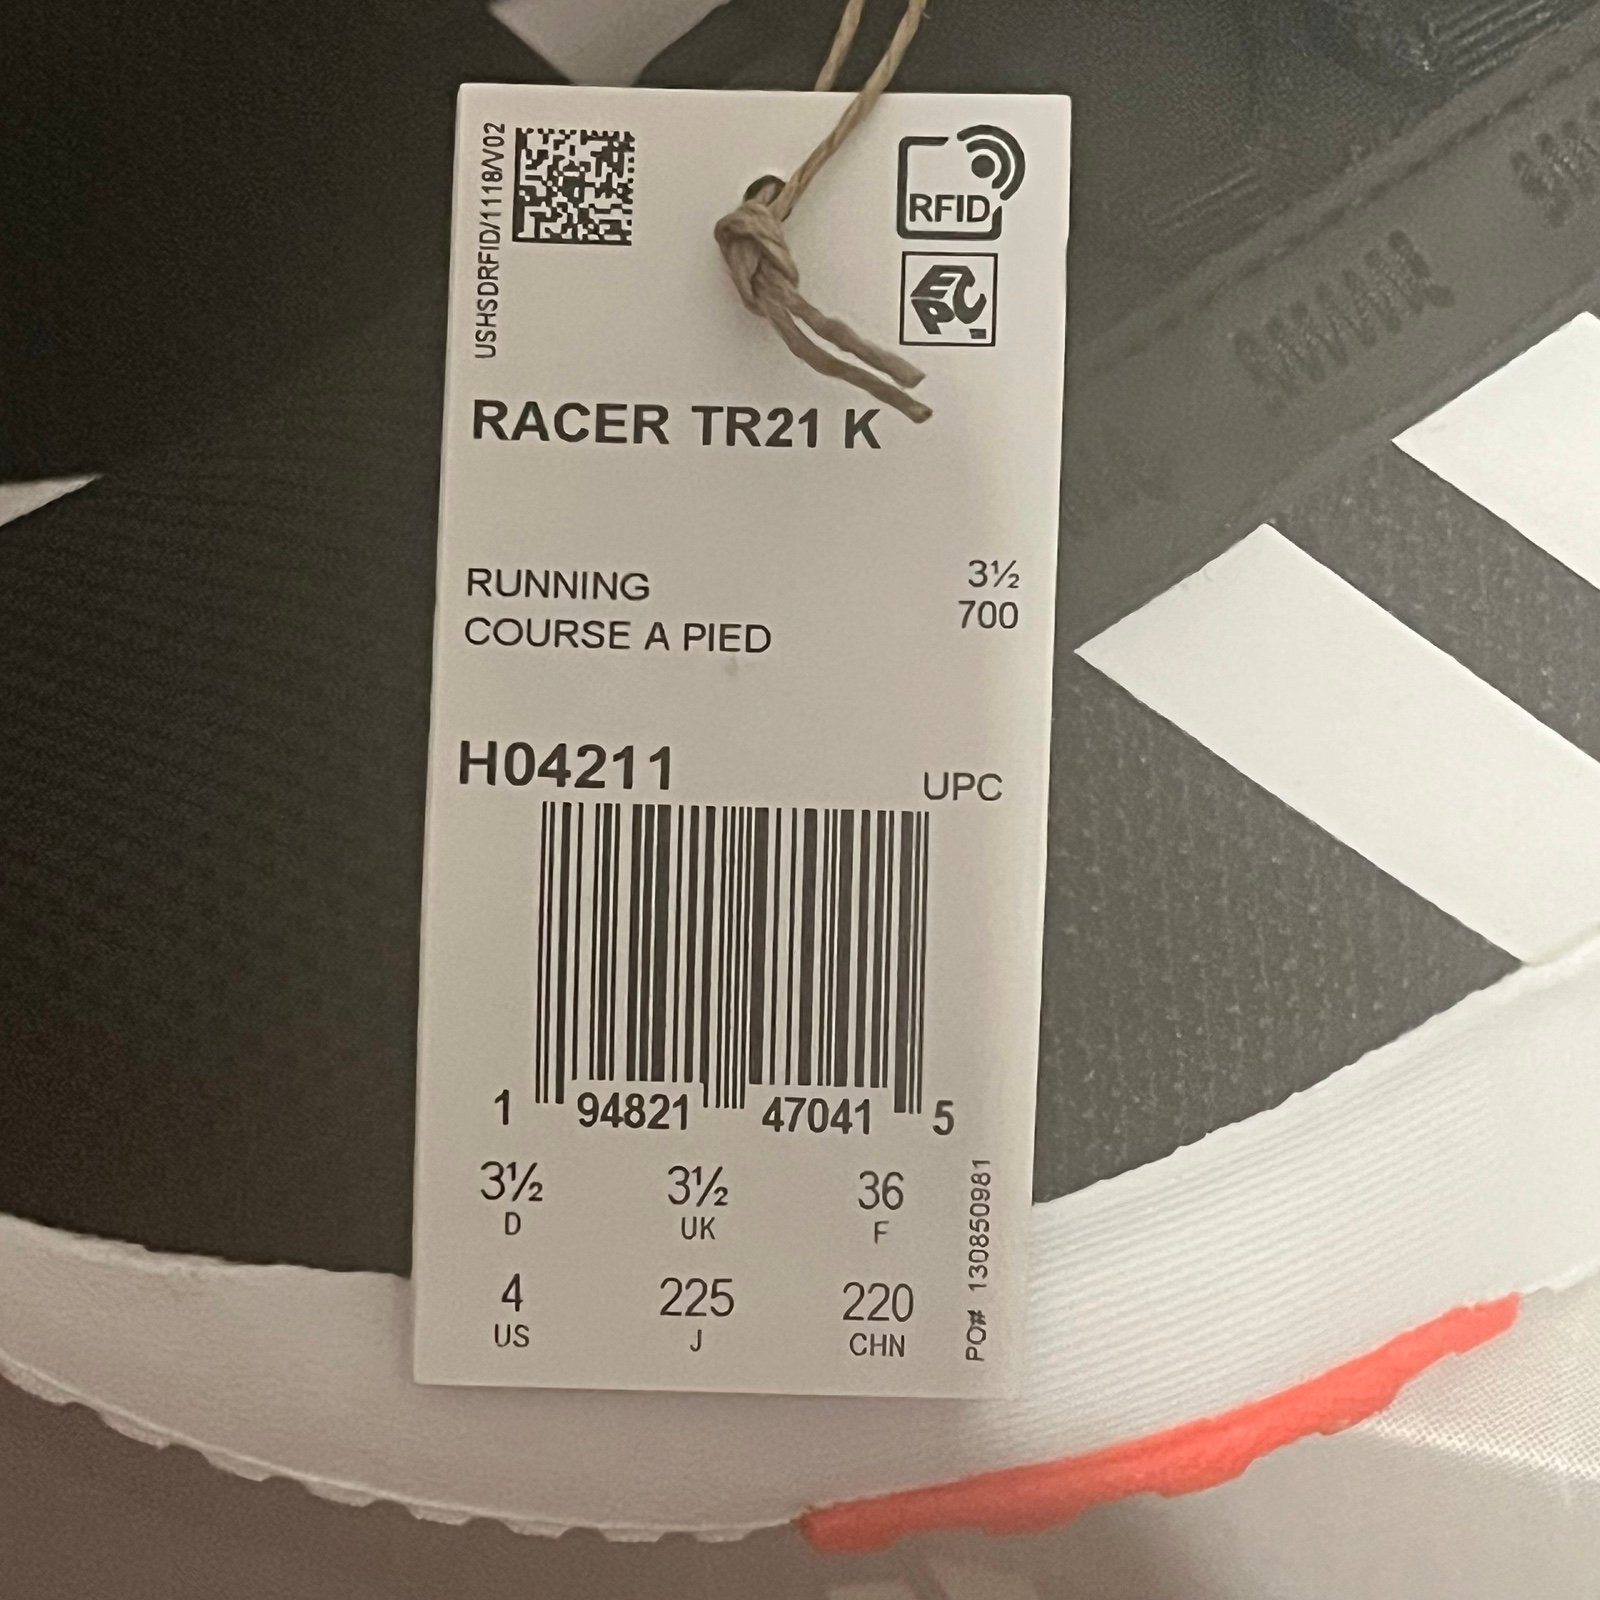 USHSDRFID/1118/V02
RFID
EPC
RACER TR21 K
RUNNING
COURSE A PIED
3½
700
H04211
UPC
1 94821 47041 5
3½ 3½ 36
D UK F
4 225 220
US J CHN
PO# 130850981